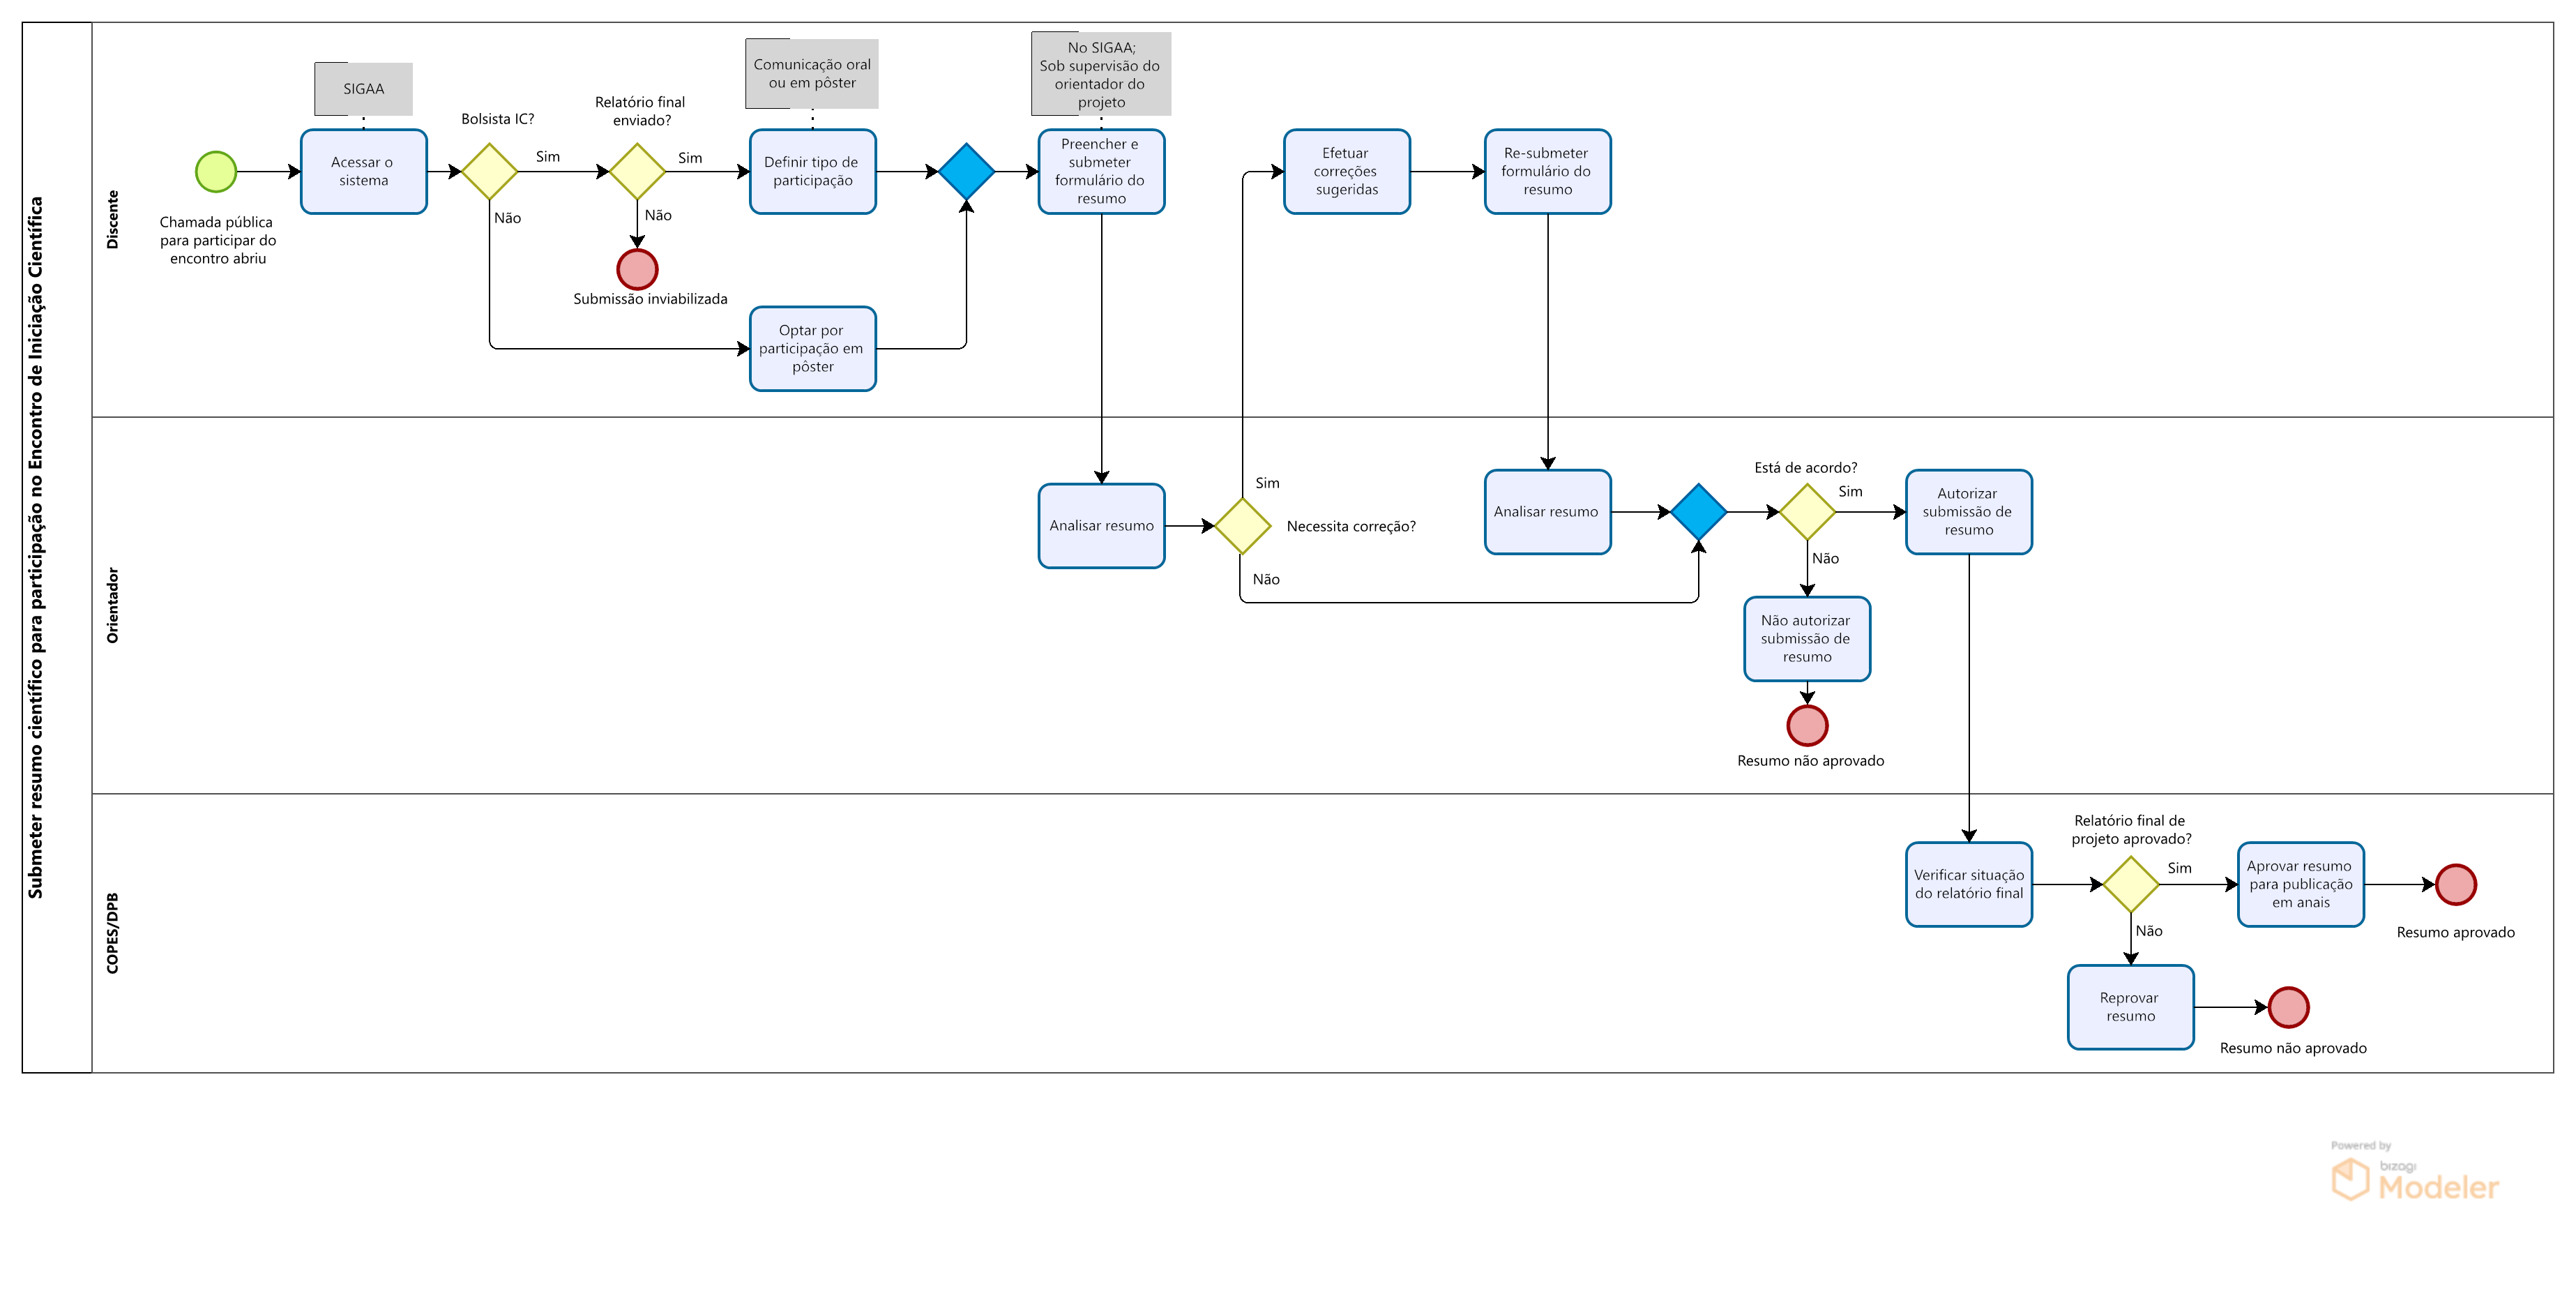 Submeter resumo científico para participação no Encontro de Iniciação Científica
Discente
SIGAA
Comunicação oral
ou em pôster
No SIGAA;
Sob supervisão do
orientador do
projeto
Chamada pública
para participar do
encontro abriu
Acessar o
sistema
Bolsista IC?
Sim
Não
Relatório final
enviado?
Sim
Não
Submissão inviabilizada
Definir tipo de
participação
Optar por
participação em
pôster
Preencher e
submeter
formulário do
resumo
Efetuar
correções
sugeridas
Re-submeter
formulário do
resumo
Orientador
Analisar resumo
Sim
Necessita correção?
Não
Analisar resumo
Está de acordo?
Sim
Não
Autorizar
submissão de
resumo
Não autorizar
submissão de
resumo
Resumo não aprovado
COPES/DPB
Verificar situação
do relatório final
Relatório final de
projeto aprovado?
Sim
Não
Aprovar resumo
para publicação
em anais
Resumo aprovado
Reprovar
resumo
Resumo não aprovado
Powered by
bizagi
Modeler